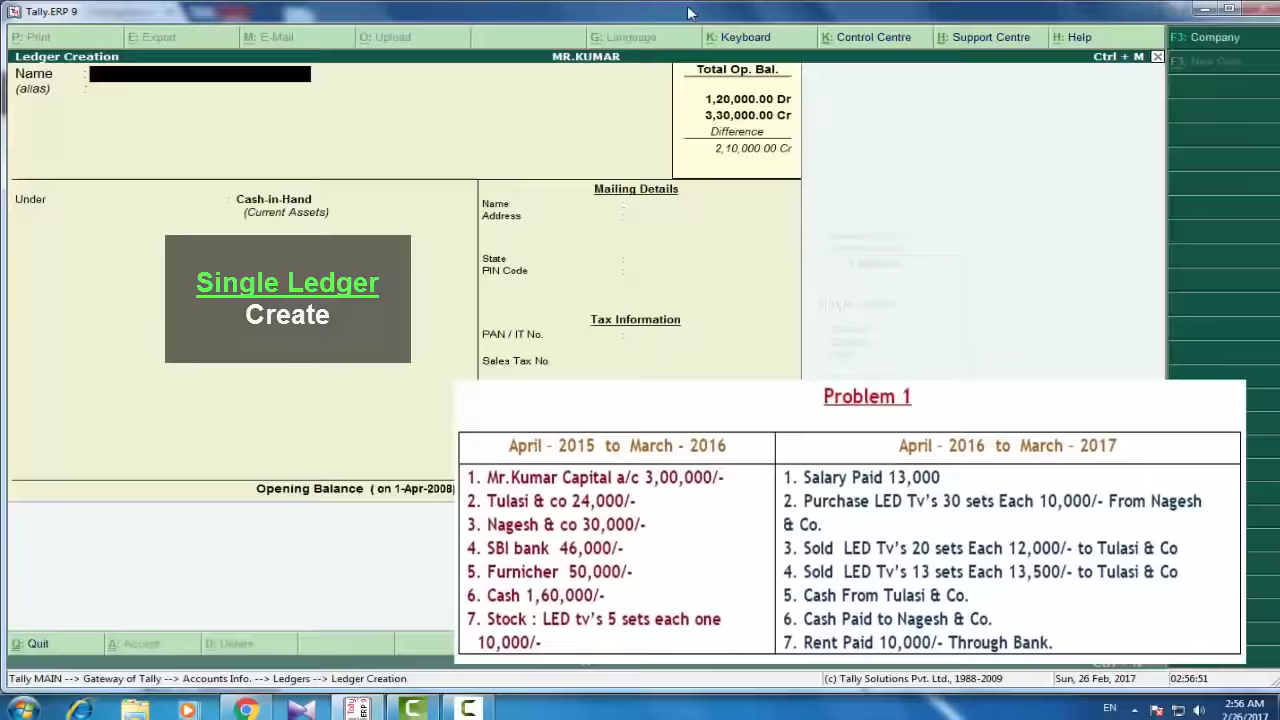 Tally.ERP 9
P: Print E: Export M: E-Mail O: Upload G: Language K: Keyboard K: Control Centre H: Support Centre H: Help F3: Company
Ledger Creation MR.KUMAR Ctrl + M
Name :
(alias) :
Total Op. Bal.
1,20,000.00 Dr
3,30,000.00 Cr
Difference
2,10,000.00 Cr
Under : Cash-in-Hand
(Current Assets)
Mailing Details
Name :
Address :
State :
PIN Code :
Tax Information
PAN / IT No. :
Sales Tax No.
Single Ledger
Create
Opening Balance ( on 1-Apr-2008)
Problem 1
April - 2015 to March - 2016
1. Mr.Kumar Capital a/c 3,00,000/-
2. Tulasi & co 24,000/-
3. Nagesh & co 30,000/-
4. SBI bank 46,000/-
5. Furnicher 50,000/-
6. Cash 1,60,000/-
7. Stock : LED tv's 5 sets each one
10,000/-
April - 2016 to March - 2017
1. Salary Paid 13,000
2. Purchase LED Tv's 30 sets Each 10,000/- From Nagesh
& Co.
3. Sold LED Tv's 20 sets Each 12,000/- to Tulasi & Co
4. Sold LED Tv's 13 sets Each 13,500/- to Tulasi & Co
5. Cash From Tulasi & Co.
6. Cash Paid to Nagesh & Co.
7. Rent Paid 10,000/- Through Bank.
Q: Quit A: Accept D: Delete
Tally MAIN --> Gateway of Tally --> Accounts Info. --> Ledgers --> Ledger Creation (c) Tally Solutions Pvt. Ltd., 1988-2009 Sun, 26 Feb, 2017 02:56:51
EN 2:56 AM
2/26/2017